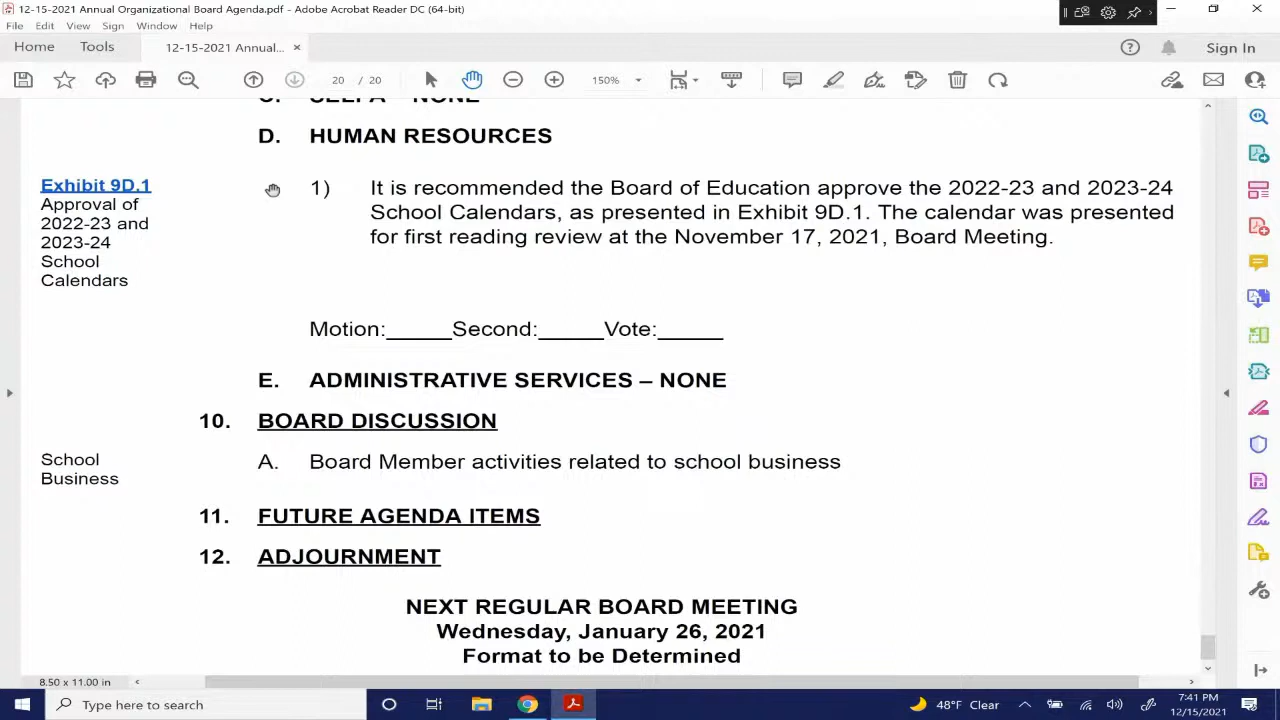 12-15-2021 Annual Organizational Board Agenda.pdf - Adobe Acrobat Reader DC (64-bit)
File Edit View Sign Window Help
Home Tools 12-15-2021 Annual... × Sign In
20 / 20 150%
C. SELPA – NONE
D. HUMAN RESOURCES
Exhibit 9D.1
Approval of
2022-23 and
2023-24
School
Calendars
1) It is recommended the Board of Education approve the 2022-23 and 2023-24
School Calendars, as presented in Exhibit 9D.1. The calendar was presented
for first reading review at the November 17, 2021, Board Meeting.
Motion:_____Second:_____Vote:_____
E. ADMINISTRATIVE SERVICES – NONE
10. BOARD DISCUSSION
School
Business
A. Board Member activities related to school business
11. FUTURE AGENDA ITEMS
12. ADJOURNMENT
NEXT REGULAR BOARD MEETING
Wednesday, January 26, 2021
Format to be Determined
8.50 x 11.00 in
Type here to search
48°F Clear
7:41 PM
12/15/2021